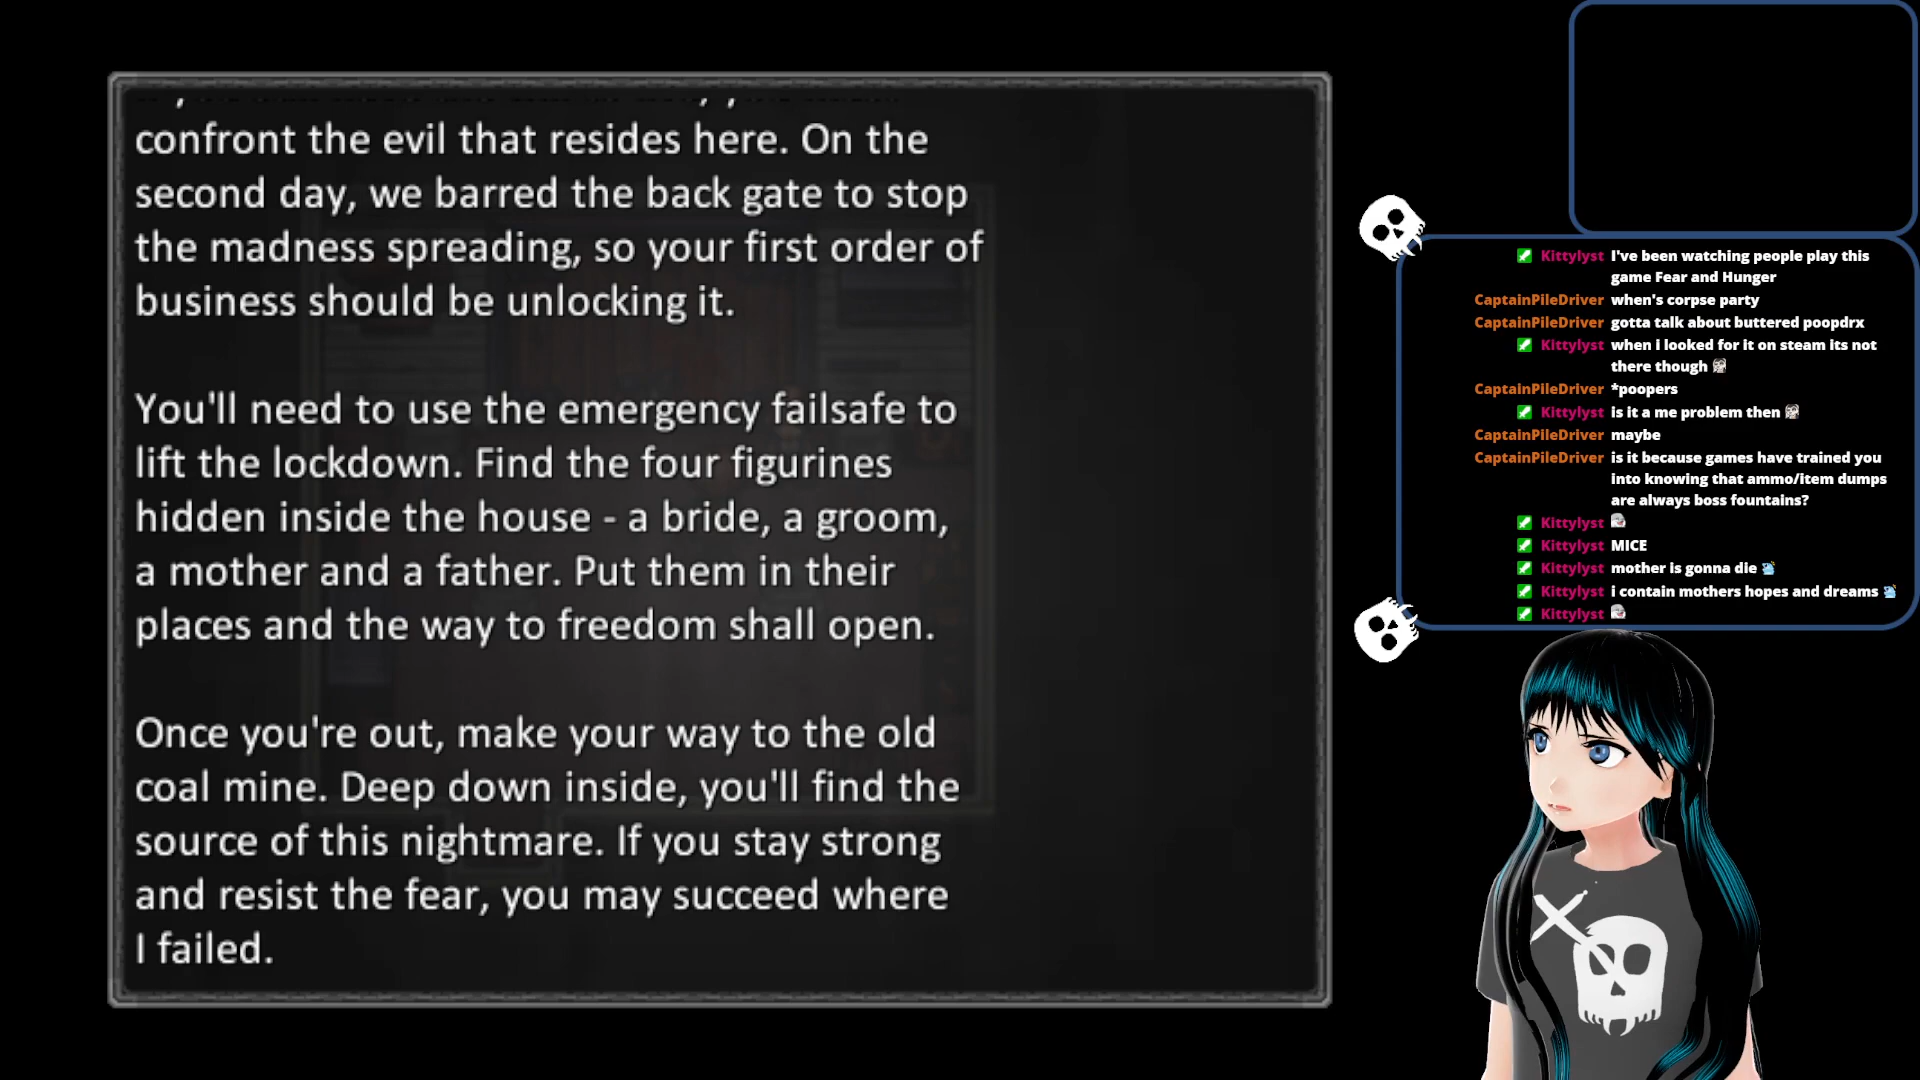 confront the evil that resides here. On the
second day, we barred the back gate to stop
the madness spreading, so your first order of
business should be unlocking it.
You'll need to use the emergency failsafe to
lift the lockdown. Find the four figurines
hidden inside the house - a bride, a groom,
a mother and a father. Put them in their
places and the way to freedom shall open.
Once you're out, make your way to the old
coal mine. Deep down inside, you'll find the
source of this nightmare. If you stay strong
and resist the fear, you may succeed where
I failed.
Kittylyst I've been watching people play this
game Fear and Hunger
CaptainPileDriver when's corpse party
CaptainPileDriver gotta talk about buttered poopdrx
Kittylyst when i looked for it on steam its not
there though
CaptainPileDriver *poopers
Kittylyst is it a me problem then
CaptainPileDriver maybe
CaptainPileDriver is it because games have trained you
into knowing that ammo/item dumps
are always boss fountains?
Kittylyst
Kittylyst MICE
Kittylyst mother is gonna die
Kittylyst i contain mothers hopes and dreams
Kittylyst